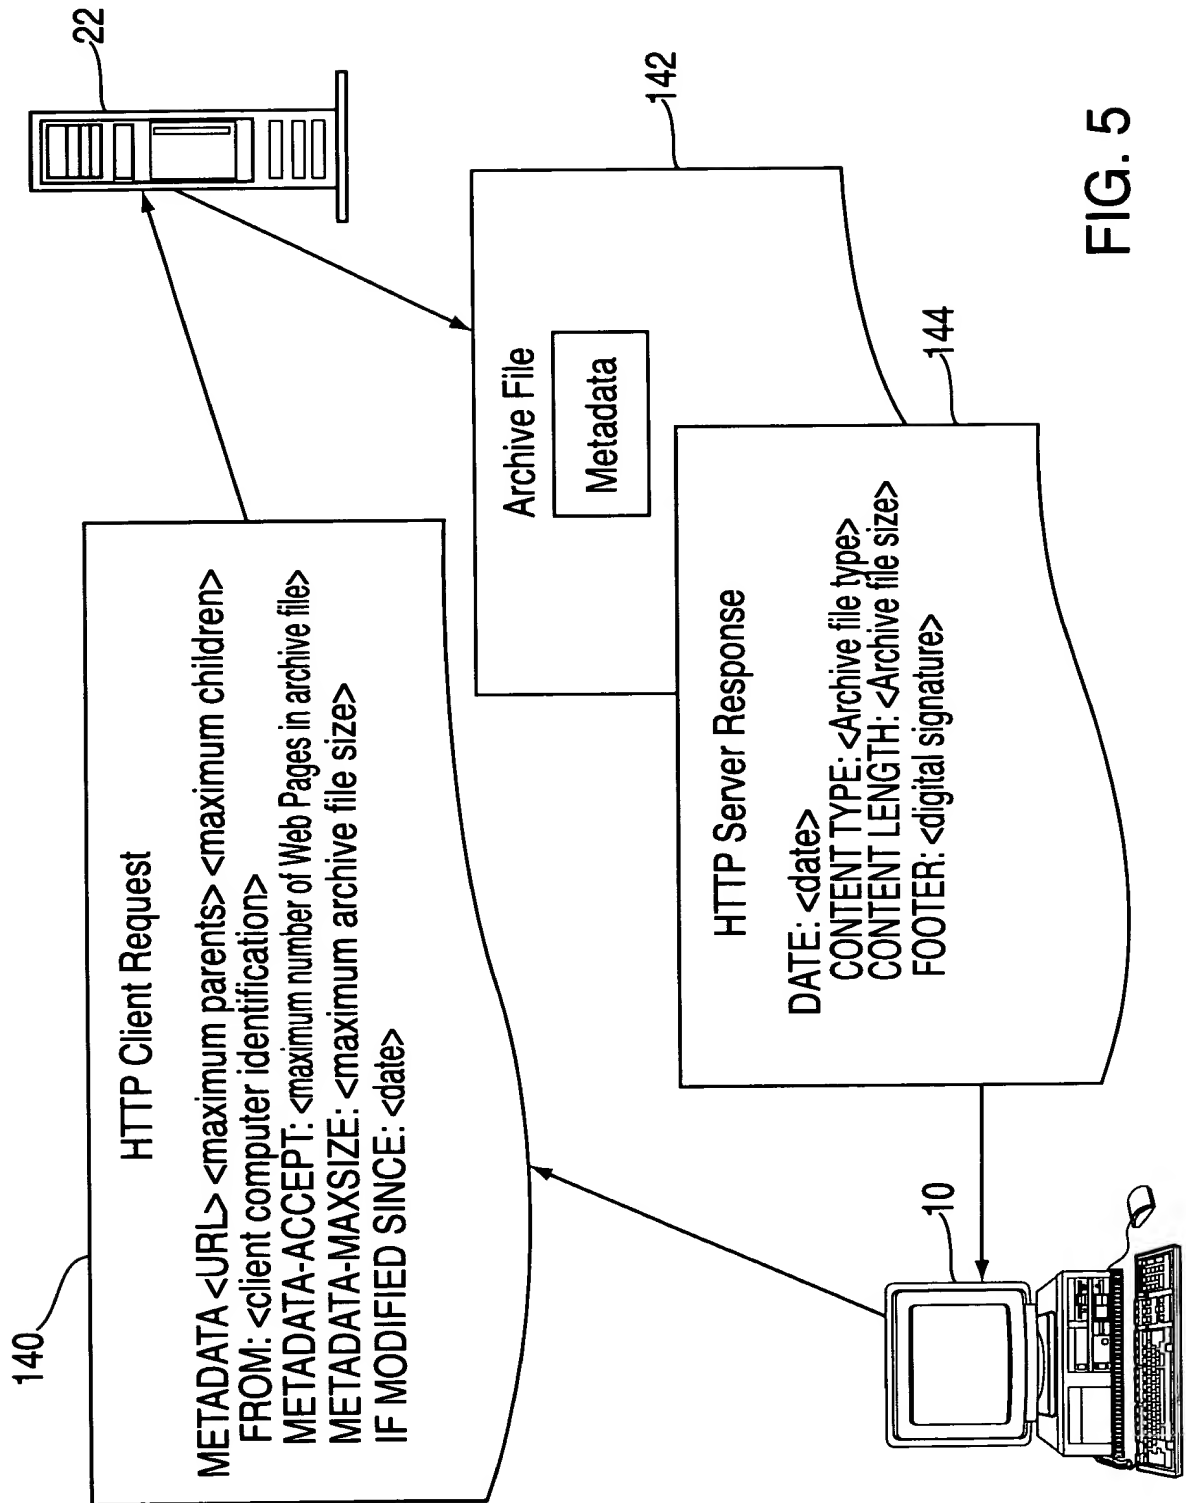 140
HTTP Client Request
METADATA <URL> <maximum parents> <maximum children>
FROM: <client computer identification>
METADATA-ACCEPT: <maximum number of Web Pages in archive file>
METADATA-MAXSIZE: <maximum archive file size>
IF MODIFIED SINCE: <date>
22
Archive File
Metadata
142
HTTP Server Response
DATE: <date>
CONTENT TYPE: <Archive file type>
CONTENT LENGTH: <Archive file size>
FOOTER: <digital signature>
144
10
FIG. 5